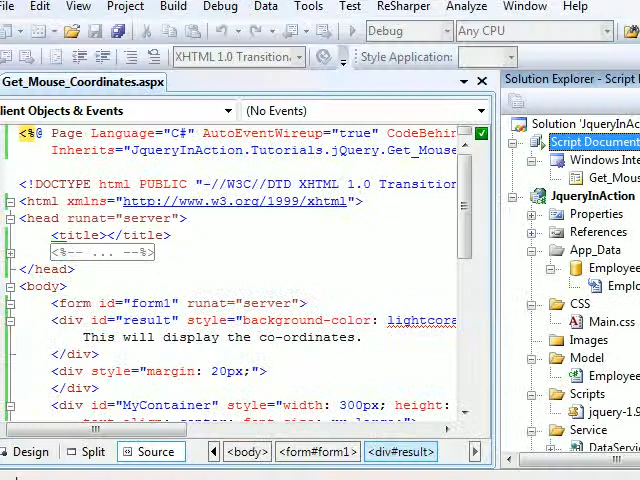 Edit View Project Build Debug Data Tools Test ReSharper Analyze Window Help
Debug Any CPU
XHTML 1.0 Transition Style Application:
Get_Mouse_Coordinates.aspx
lient Objects & Events (No Events)
<%@ Page Language="C#" AutoEventWireup="true" CodeBehin
Inherits="JqueryInAction.Tutorials.jQuery.Get_Mouse
<!DOCTYPE html PUBLIC "-//W3C//DTD XHTML 1.0 Transition
<html xmlns="http://www.w3.org/1999/xhtml">
<head runat="server">
<title></title>
<%-- ... --%>
</head>
<body>
<form id="form1" runat="server">
<div id="result" style="background-color: lightcora
This will display the co-ordinates.
</div>
<div style="margin: 20px;">
</div>
<div id="MyContainer" style="width: 300px; height:
Design Split Source <body> <form#form1> <div#result>
Solution Explorer - Script
Solution 'JqueryInAc
Script Document
Windows Inte
Get_Mous
JqueryInAction
Properties
References
App_Data
Employee
Emplo
CSS
Main.css
Images
Model
Employee
Scripts
jquery-1.9
Service
DataServi